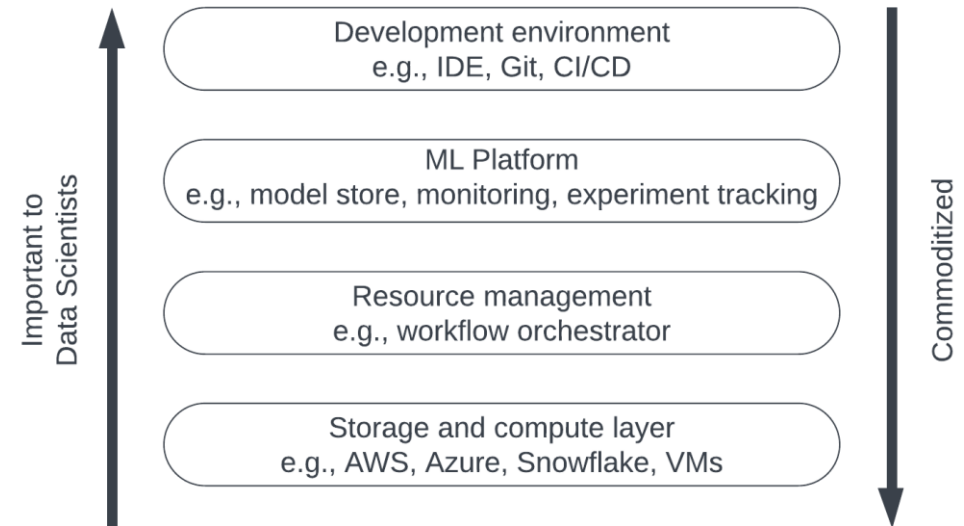 Development environment
e.g., IDE, Git, CI/CD
ML Platform
e.g., model store, monitoring, experiment tracking
Important to
Data Scientists
Commoditized
Resource management
e.g., workflow orchestrator
Storage and compute layer
e.g., AWS, Azure, Snowflake, VMs